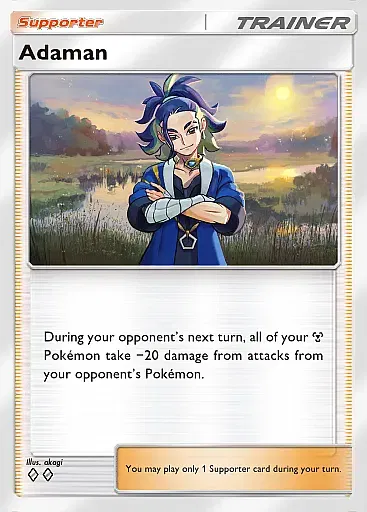 Supporter
TRAINER
Adaman
During your opponent's next turn, all of your
Pokémon take −20 damage from attacks from
your opponent's Pokémon.
Illus. akagi
You may play only 1 Supporter card during your turn.